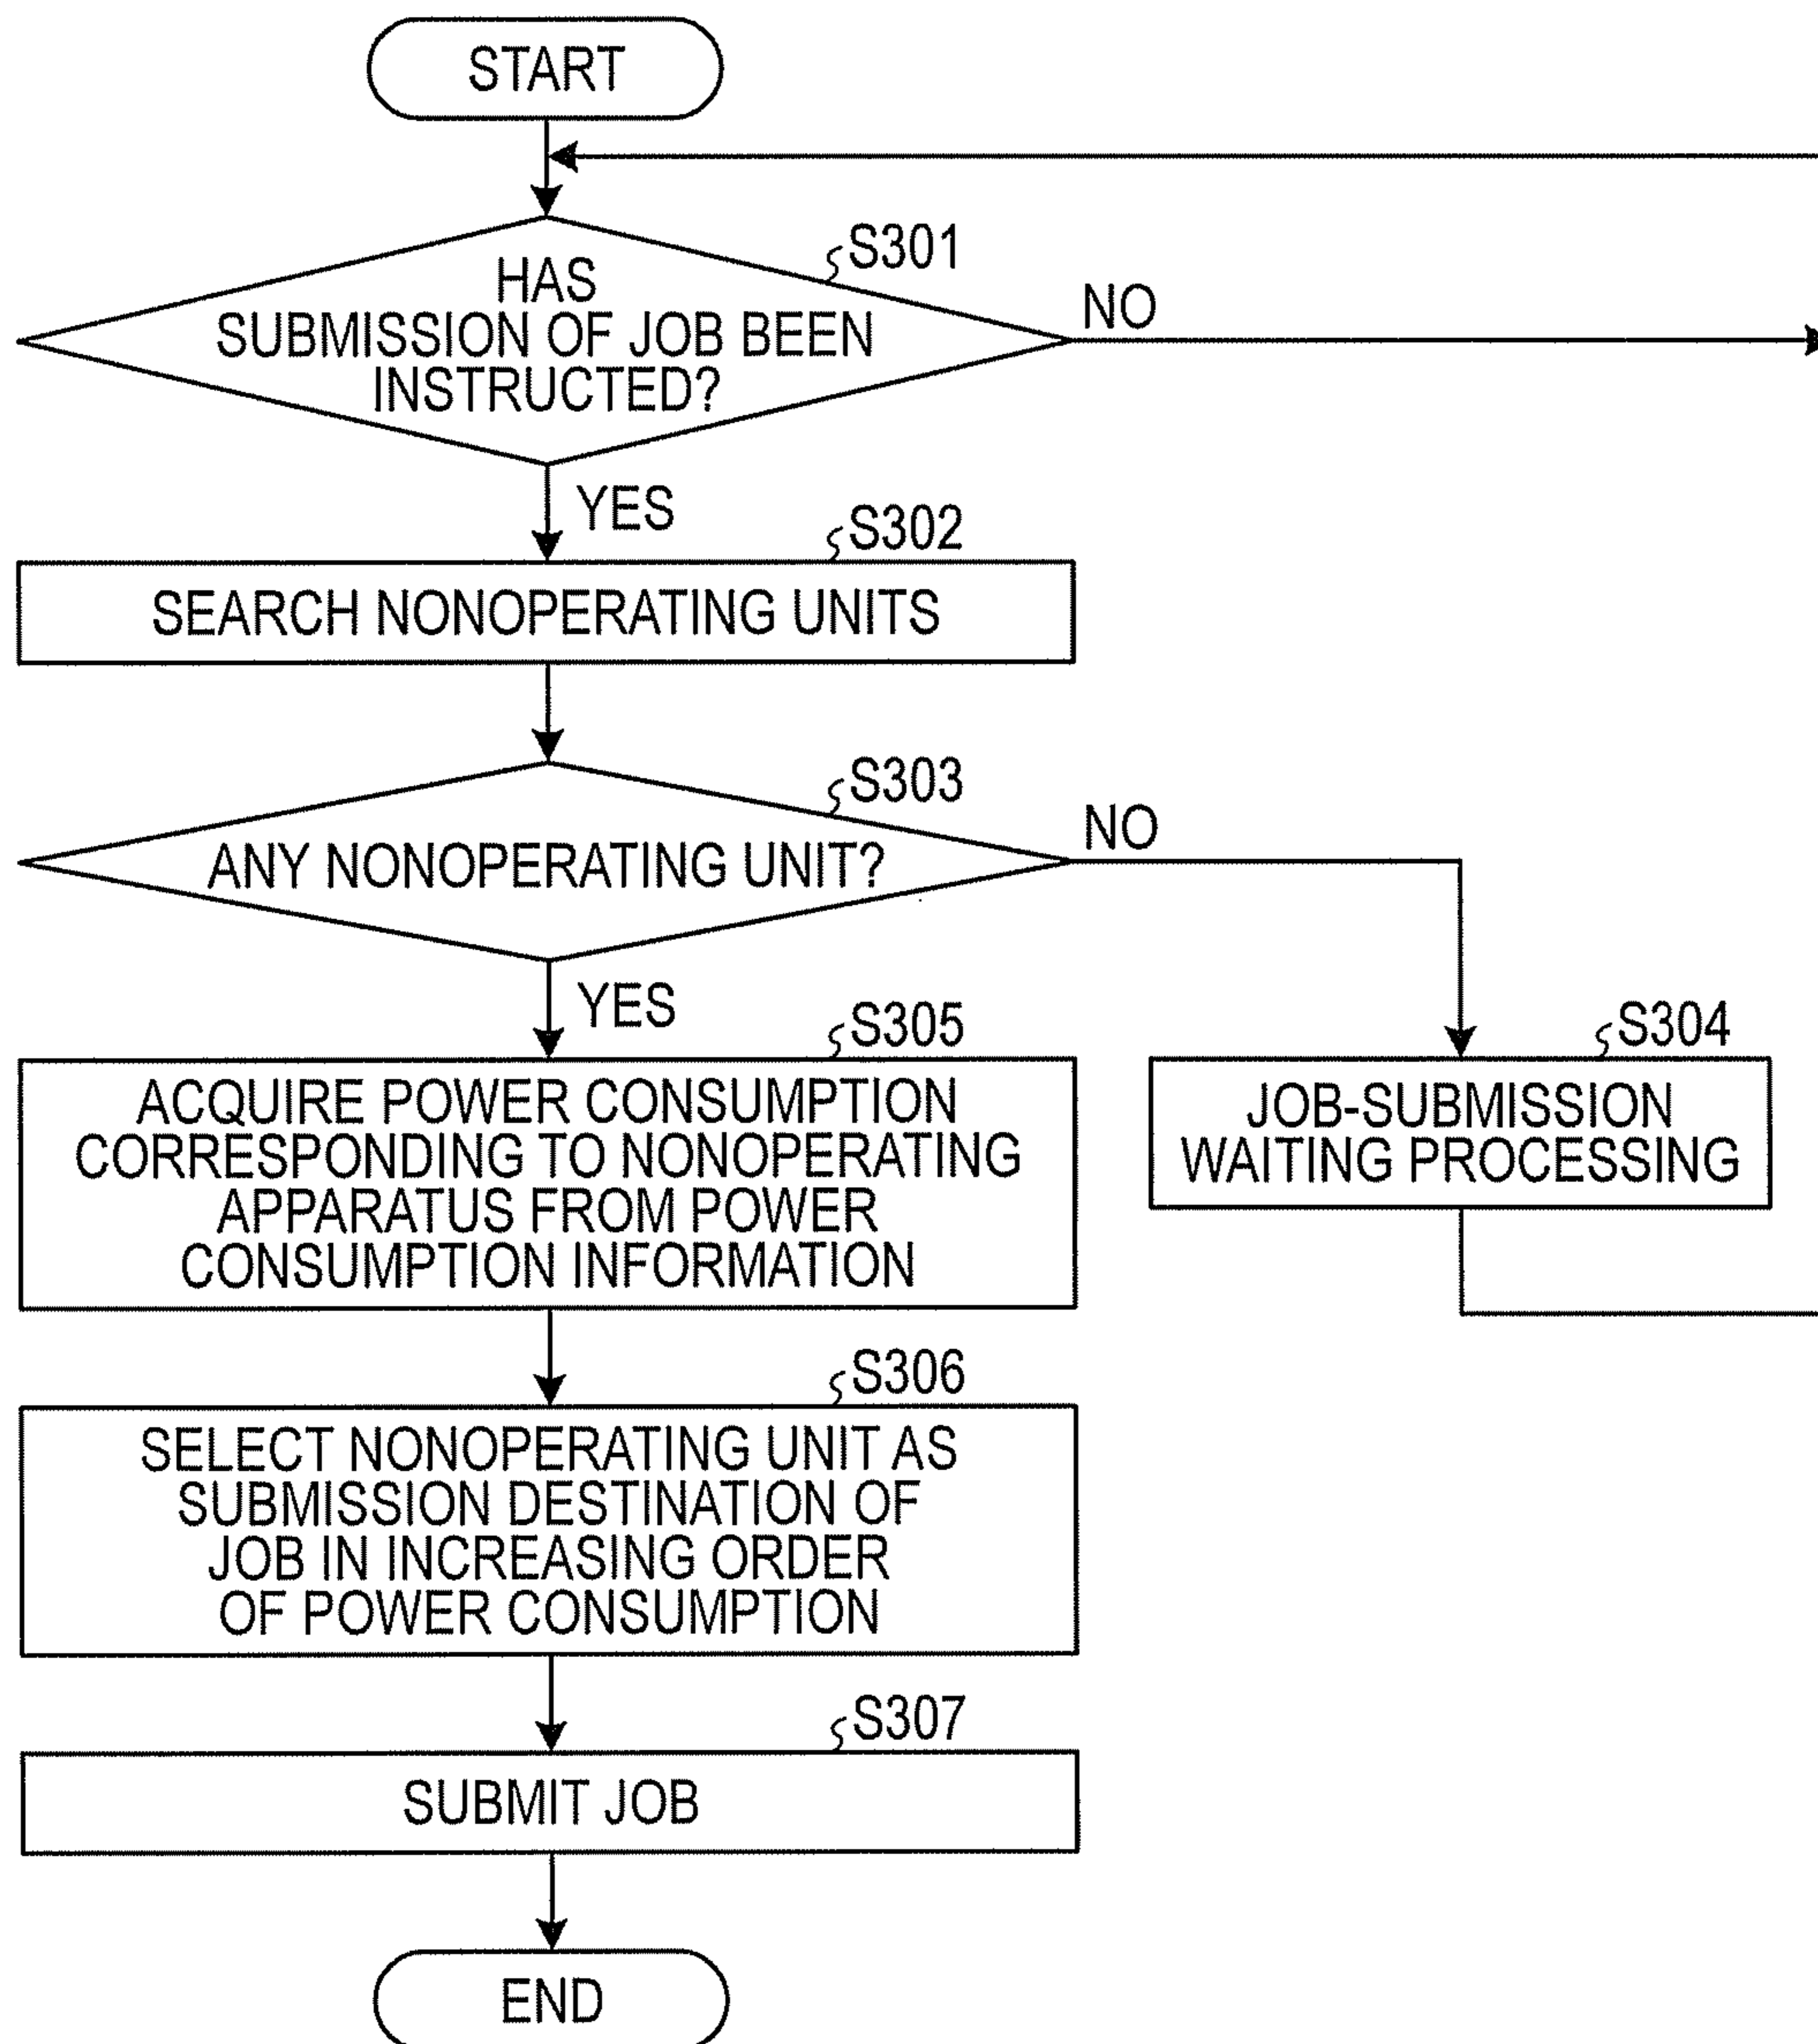 START
S301
HAS
SUBMISSION OF JOB BEEN
INSTRUCTED?
NO
YES
S302
SEARCH NONOPERATING UNITS
S303
ANY NONOPERATING UNIT?
NO
YES
S305
ACQUIRE POWER CONSUMPTION
CORRESPONDING TO NONOPERATING
APPARATUS FROM POWER
CONSUMPTION INFORMATION
S304
JOB-SUBMISSION
WAITING PROCESSING
S306
SELECT NONOPERATING UNIT AS
SUBMISSION DESTINATION OF
JOB IN INCREASING ORDER
OF POWER CONSUMPTION
S307
SUBMIT JOB
END